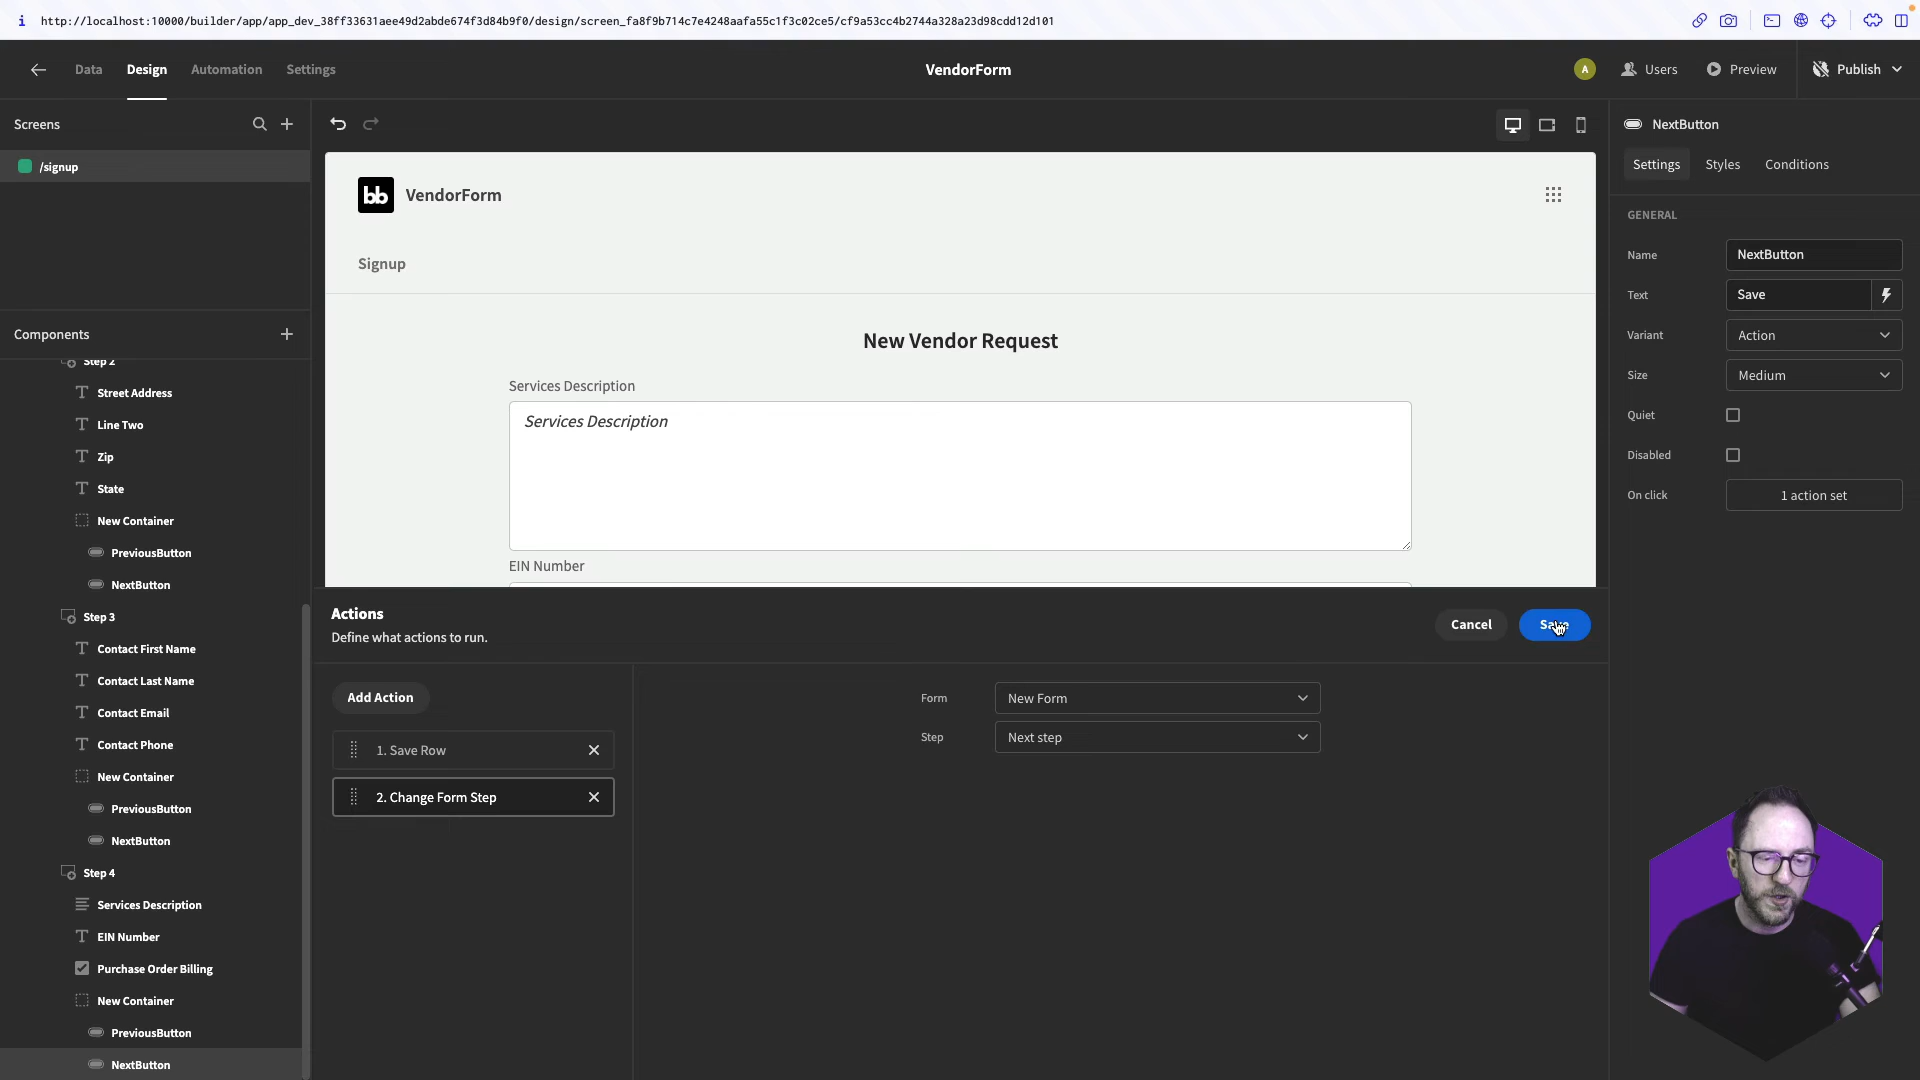 i http://localhost:10000/builder/app/app_dev_38ff33631aee49d2abde674f3d84b9f0/design/screen_fa8f9b714c7e4248aafa55c1f3c02ce5/cf9a53cc4b2744a328a23d98cdd12d101
Data Design Automation Settings
VendorForm
A Users Preview Publish
Screens
/signup
Components
Step 2
Street Address
Line Two
Zip
State
New Container
PreviousButton
NextButton
Step 3
Contact First Name
Contact Last Name
Contact Email
Contact Phone
New Container
PreviousButton
NextButton
Step 4
Services Description
EIN Number
Purchase Order Billing
New Container
PreviousButton
NextButton
bb VendorForm
Signup
New Vendor Request
Services Description
Services Description
EIN Number
Actions
Define what actions to run.
Cancel Save
Add Action
1. Save Row
2. Change Form Step
Form New Form
Step Next step
NextButton
Settings Styles Conditions
GENERAL
Name NextButton
Text Save
Variant Action
Size Medium
Quiet
Disabled
On click 1 action set